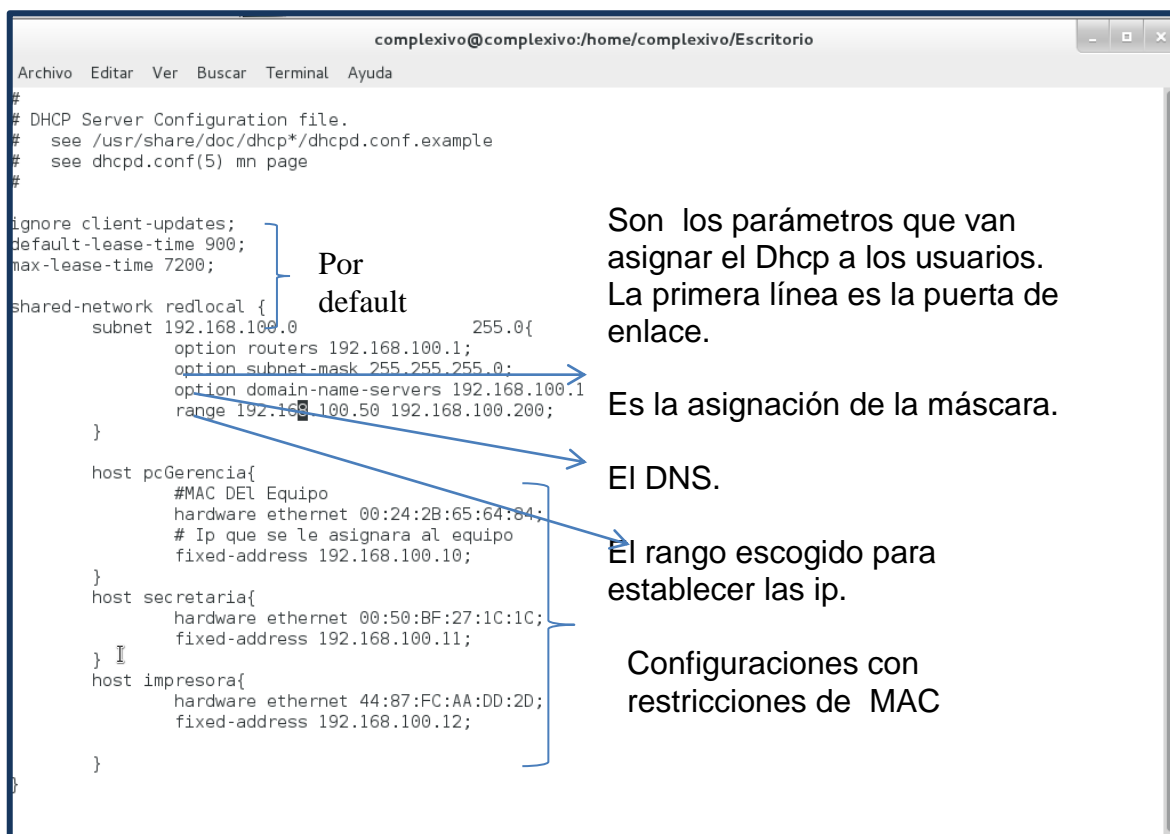 complexivo@complexivo:/home/complexivo/Escritorio
Archivo Editar Ver Buscar Terminal Ayuda
#
# DHCP Server Configuration file.
# see /usr/share/doc/dhcp*/dhcpd.conf.example
# see dhcpd.conf(5) mn page
#
ignore client-updates;
default-lease-time 900;
max-lease-time 7200;
shared-network redlocal {
subnet 192.168.100.0 255.0{
option routers 192.168.100.1;
option subnet-mask 255.255.255.0;
option domain-name-servers 192.168.100.1
range 192.168.100.50 192.168.100.200;
}
host pcGerencia{
#MAC DEl Equipo
hardware ethernet 00:24:2B:65:64:84;
# Ip que se le asignara al equipo
fixed-address 192.168.100.10;
}
host secretaria{
hardware ethernet 00:50:BF:27:1C:1C;
fixed-address 192.168.100.11;
}
host impresora{
hardware ethernet 44:87:FC:AA:DD:2D;
fixed-address 192.168.100.12;
}
}
Por
default
Son los parámetros que van
asignar el Dhcp a los usuarios.
La primera línea es la puerta de
enlace.
Es la asignación de la máscara.
El DNS.
El rango escogido para
establecer las ip.
Configuraciones con
restricciones de MAC